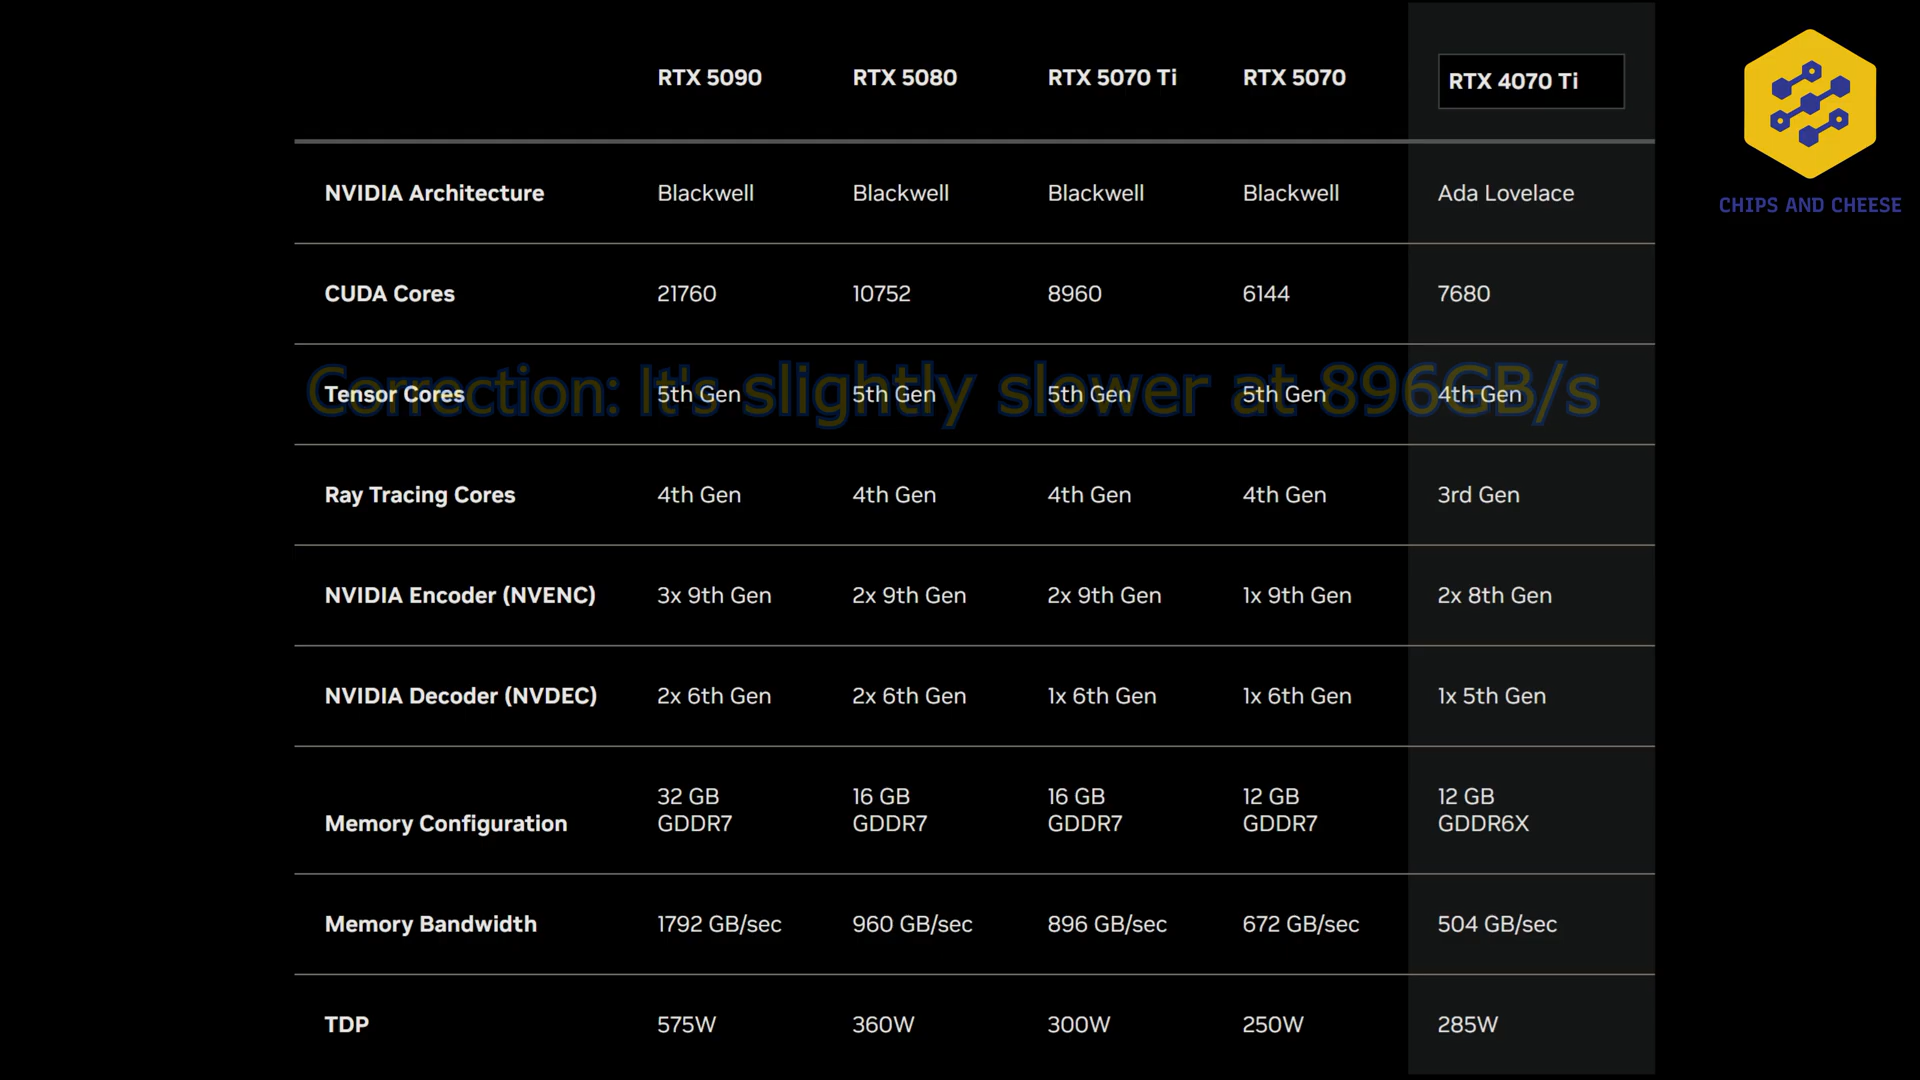 RTX 5090 RTX 5080 RTX 5070 Ti RTX 5070 RTX 4070 Ti
CHIPS AND CHEESE
NVIDIA Architecture Blackwell Blackwell Blackwell Blackwell Ada Lovelace
CUDA Cores 21760 10752 8960 6144 7680
Correction: It's slightly slower at 896GB/s
Tensor Cores 5th Gen 5th Gen 5th Gen 5th Gen 4th Gen
Ray Tracing Cores 4th Gen 4th Gen 4th Gen 4th Gen 3rd Gen
NVIDIA Encoder (NVENC) 3x 9th Gen 2x 9th Gen 2x 9th Gen 1x 9th Gen 2x 8th Gen
NVIDIA Decoder (NVDEC) 2x 6th Gen 2x 6th Gen 1x 6th Gen 1x 6th Gen 1x 5th Gen
32 GB 16 GB 16 GB 12 GB 12 GB
Memory Configuration GDDR7 GDDR7 GDDR7 GDDR7 GDDR6X
Memory Bandwidth 1792 GB/sec 960 GB/sec 896 GB/sec 672 GB/sec 504 GB/sec
TDP 575W 360W 300W 250W 285W